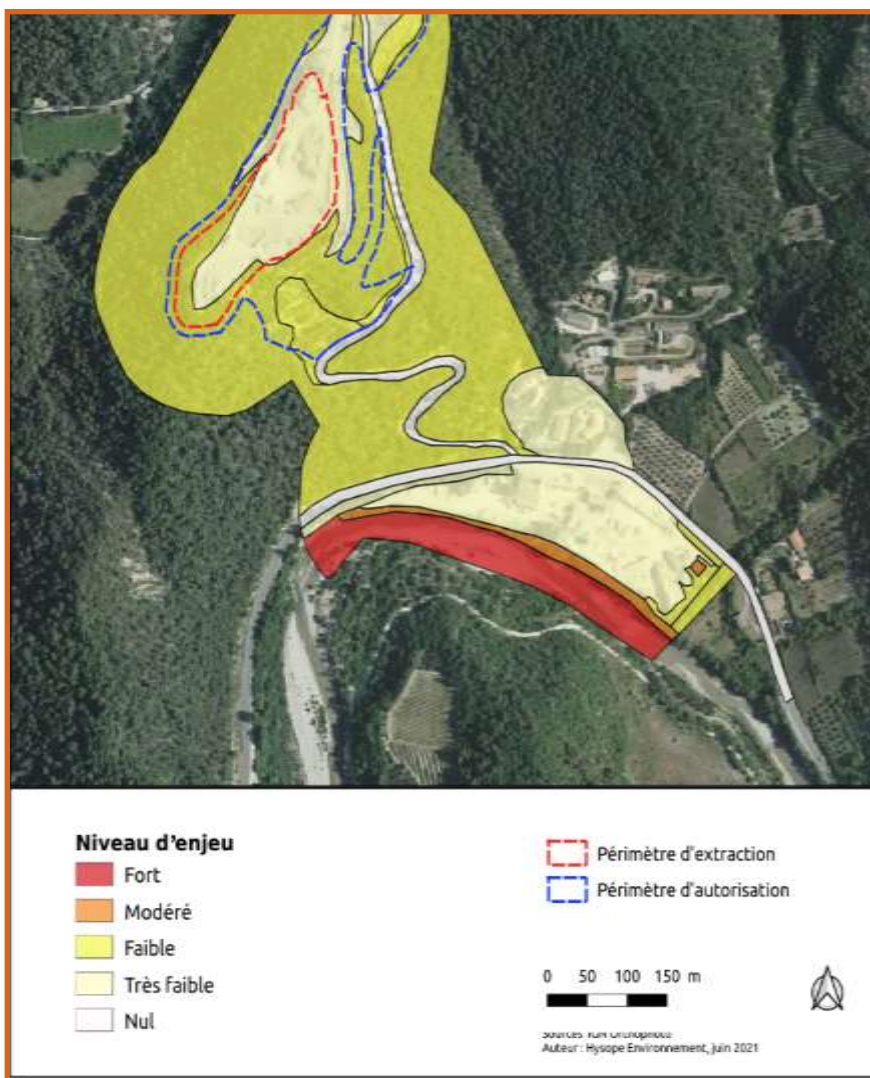 Niveau d'enjeu
Fort
Modéré
Faible
Très faible
Nul
Périmètre d'extraction
Périmètre d'autorisation
0 50 100 150 m
Auteur : Hysope Environnement, juin 2021